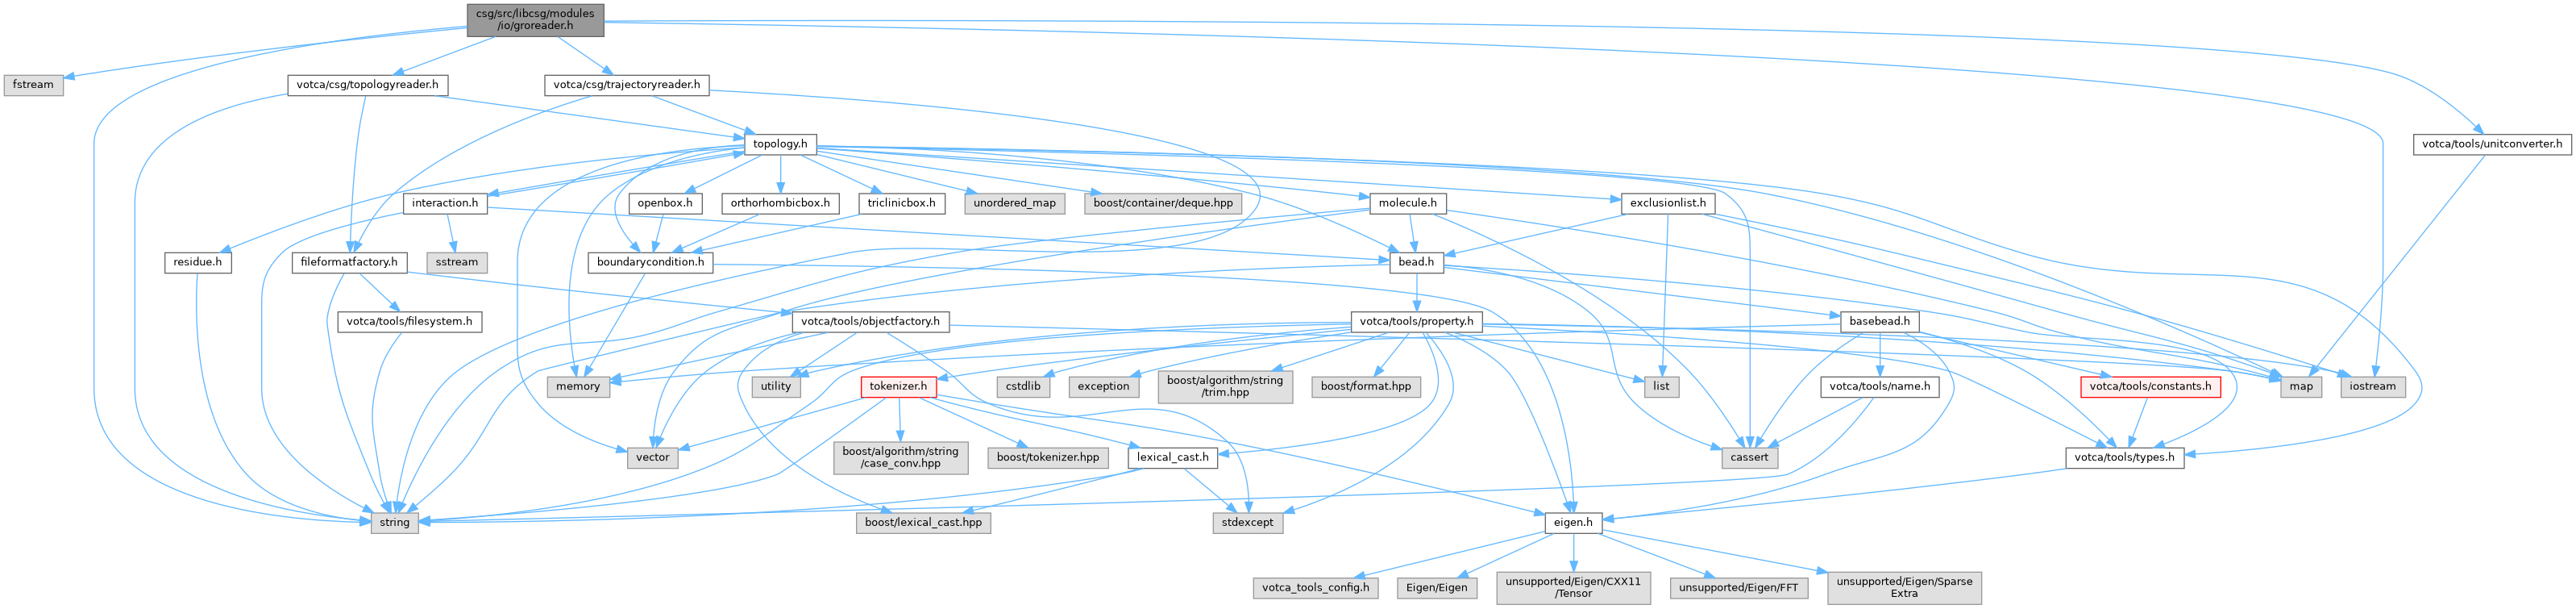 csg/src/libcsg/modules
/io/groreader.h
fstream
votca/csg/topologyreader.h
votca/csg/trajectoryreader.h
topology.h
votca/tools/unitconverter.h
interaction.h
openbox.h
orthorhombicbox.h
triclinicbox.h
unordered_map
boost/container/deque.hpp
molecule.h
exclusionlist.h
residue.h
fileformatfactory.h
sstream
boundarycondition.h
bead.h
votca/tools/filesystem.h
votca/tools/objectfactory.h
votca/tools/property.h
basebead.h
memory
utility
tokenizer.h
cstdlib
exception
boost/algorithm/string
/trim.hpp
boost/format.hpp
list
votca/tools/name.h
votca/tools/constants.h
map
iostream
vector
boost/algorithm/string
/case_conv.hpp
boost/tokenizer.hpp
lexical_cast.h
cassert
votca/tools/types.h
string
boost/lexical_cast.hpp
stdexcept
eigen.h
votca_tools_config.h
Eigen/Eigen
unsupported/Eigen/CXX11
/Tensor
unsupported/Eigen/FFT
unsupported/Eigen/Sparse
Extra